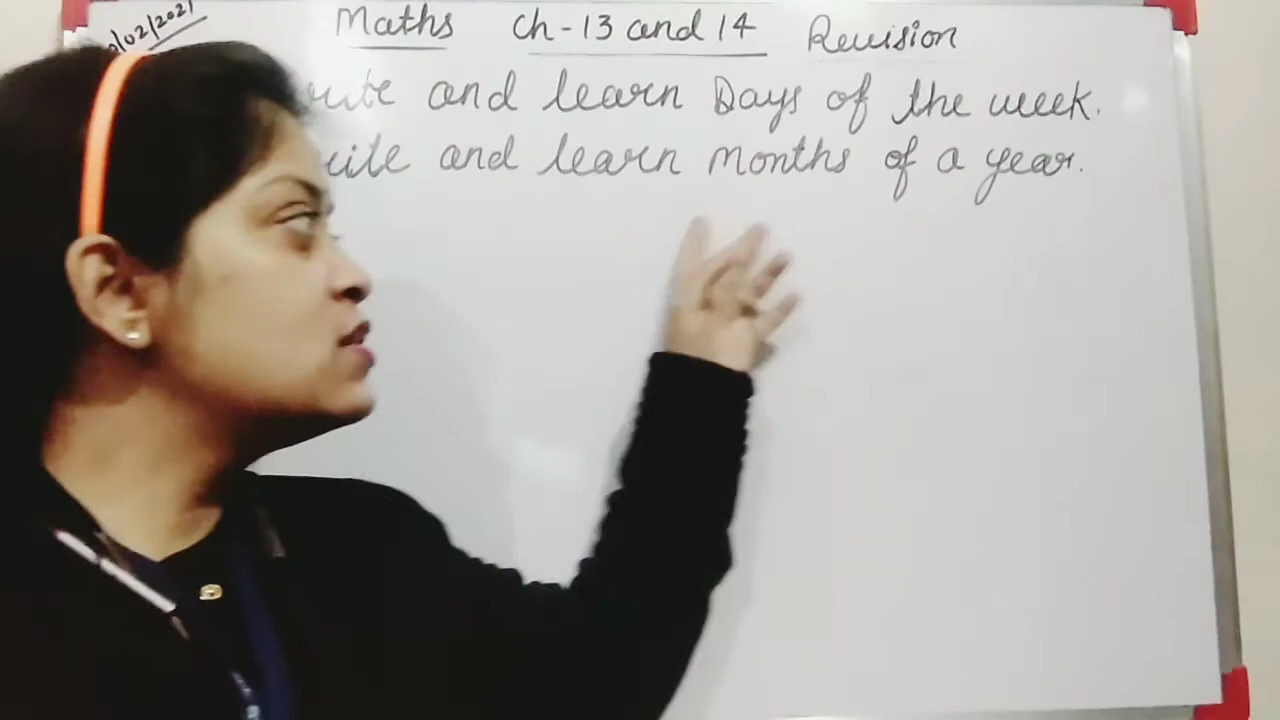 /02/2021
Maths Ch-13 and 14 Revision
and learn Days of the week.
and learn months of a year.